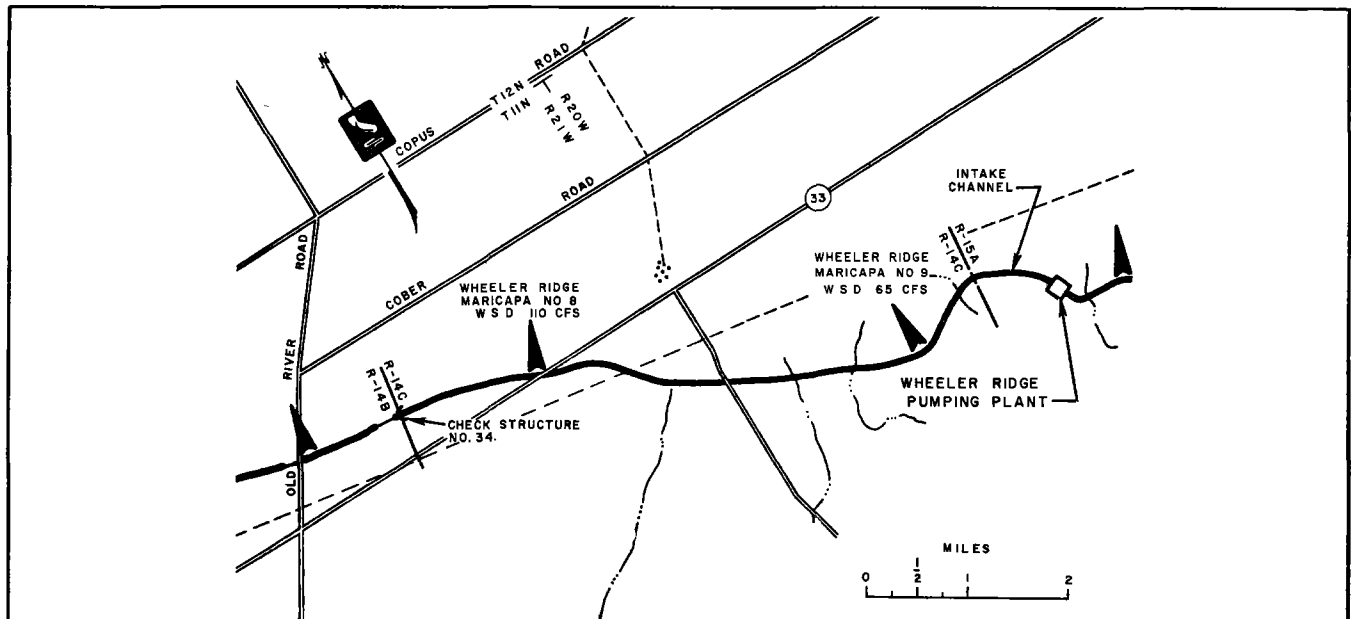 N
COPUS
T12N ROAD
T11N
R20W
R21W
COBER ROAD
33
INTAKE
CHANNEL
R-15A
R-14C
WHEELER RIDGE
MARICAPA NO 9
WSD 65 CFS
WHEELER RIDGE
MARICAPA NO 8
WSD 110 CFS
OLD RIVER ROAD
R-14C
R-14B
CHECK STRUCTURE
NO. 34.
WHEELER RIDGE
PUMPING PLANT
MILES
0 1/2 1 2